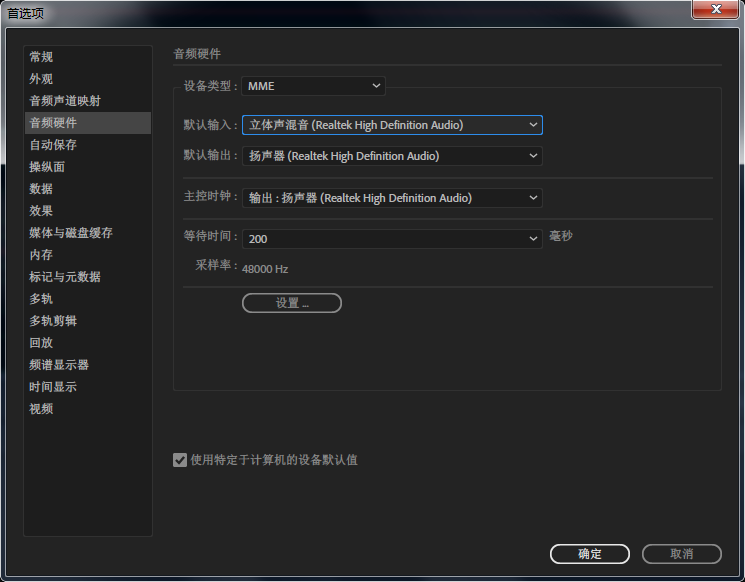 首选项
常规
外观
音频声道映射
音频硬件
自动保存
操纵面
数据
效果
媒体与磁盘缓存
内存
标记与元数据
多轨
多轨剪辑
回放
频谱显示器
时间显示
视频
音频硬件
设备类型: MME
默认输入: 立体声混音 (Realtek High Definition Audio)
默认输出: 扬声器 (Realtek High Definition Audio)
主控时钟: 输出 : 扬声器 (Realtek High Definition Audio)
等待时间: 200 毫秒
采样率: 48000 Hz
设置 ...
使用特定于计算机的设备默认值
确定 取消